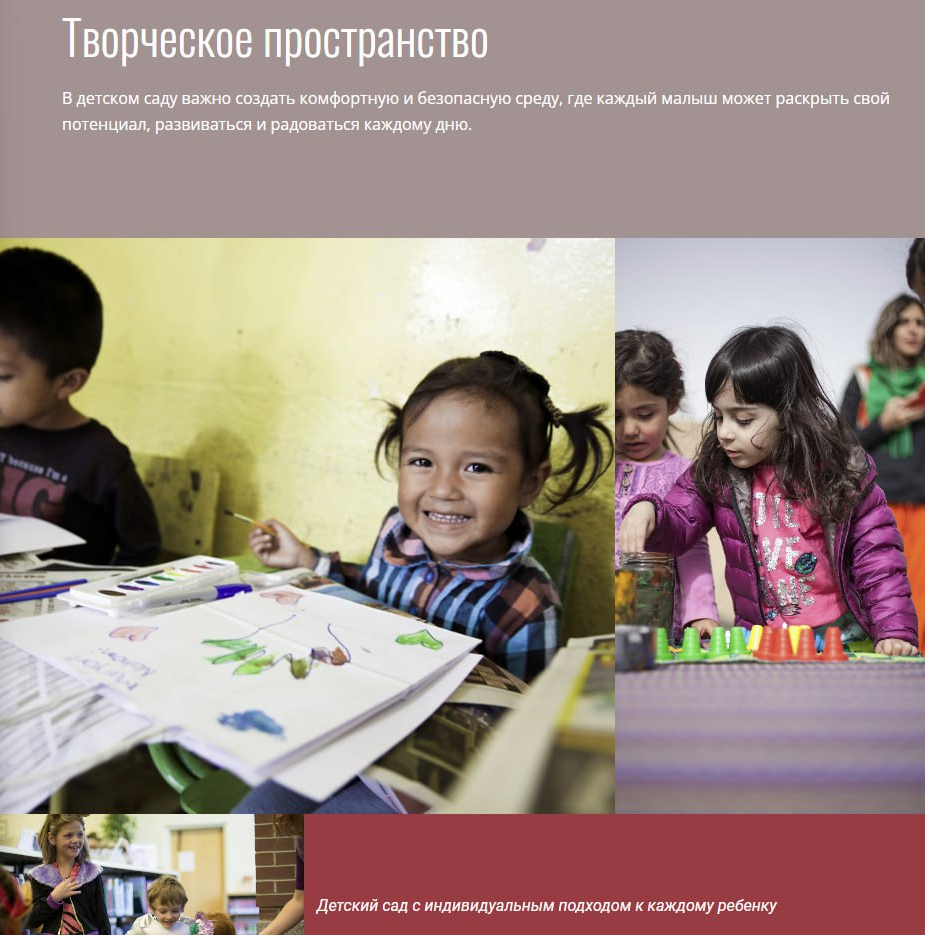 Творческое пространство
В детском саду важно создать комфортную и безопасную среду, где каждый малыш может раскрыть свой
потенциал, развиваться и радоваться каждому дню.
Детский сад с индивидуальным подходом к каждому ребенку